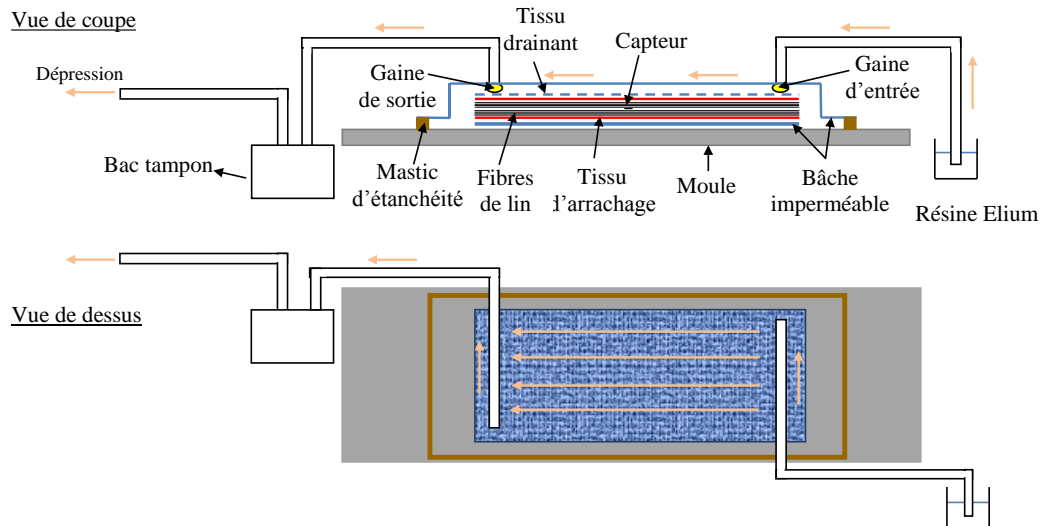 Vue de coupe
Tissu
drainant
Capteur
Dépression
Gaine
de sortie
Gaine
d'entrée
Bac tampon
Mastic
d'étanchéité
Fibres
de lin
Tissu
d'arrachage
Moule
Bâche
imperméable
Résine Elium
Vue de dessus